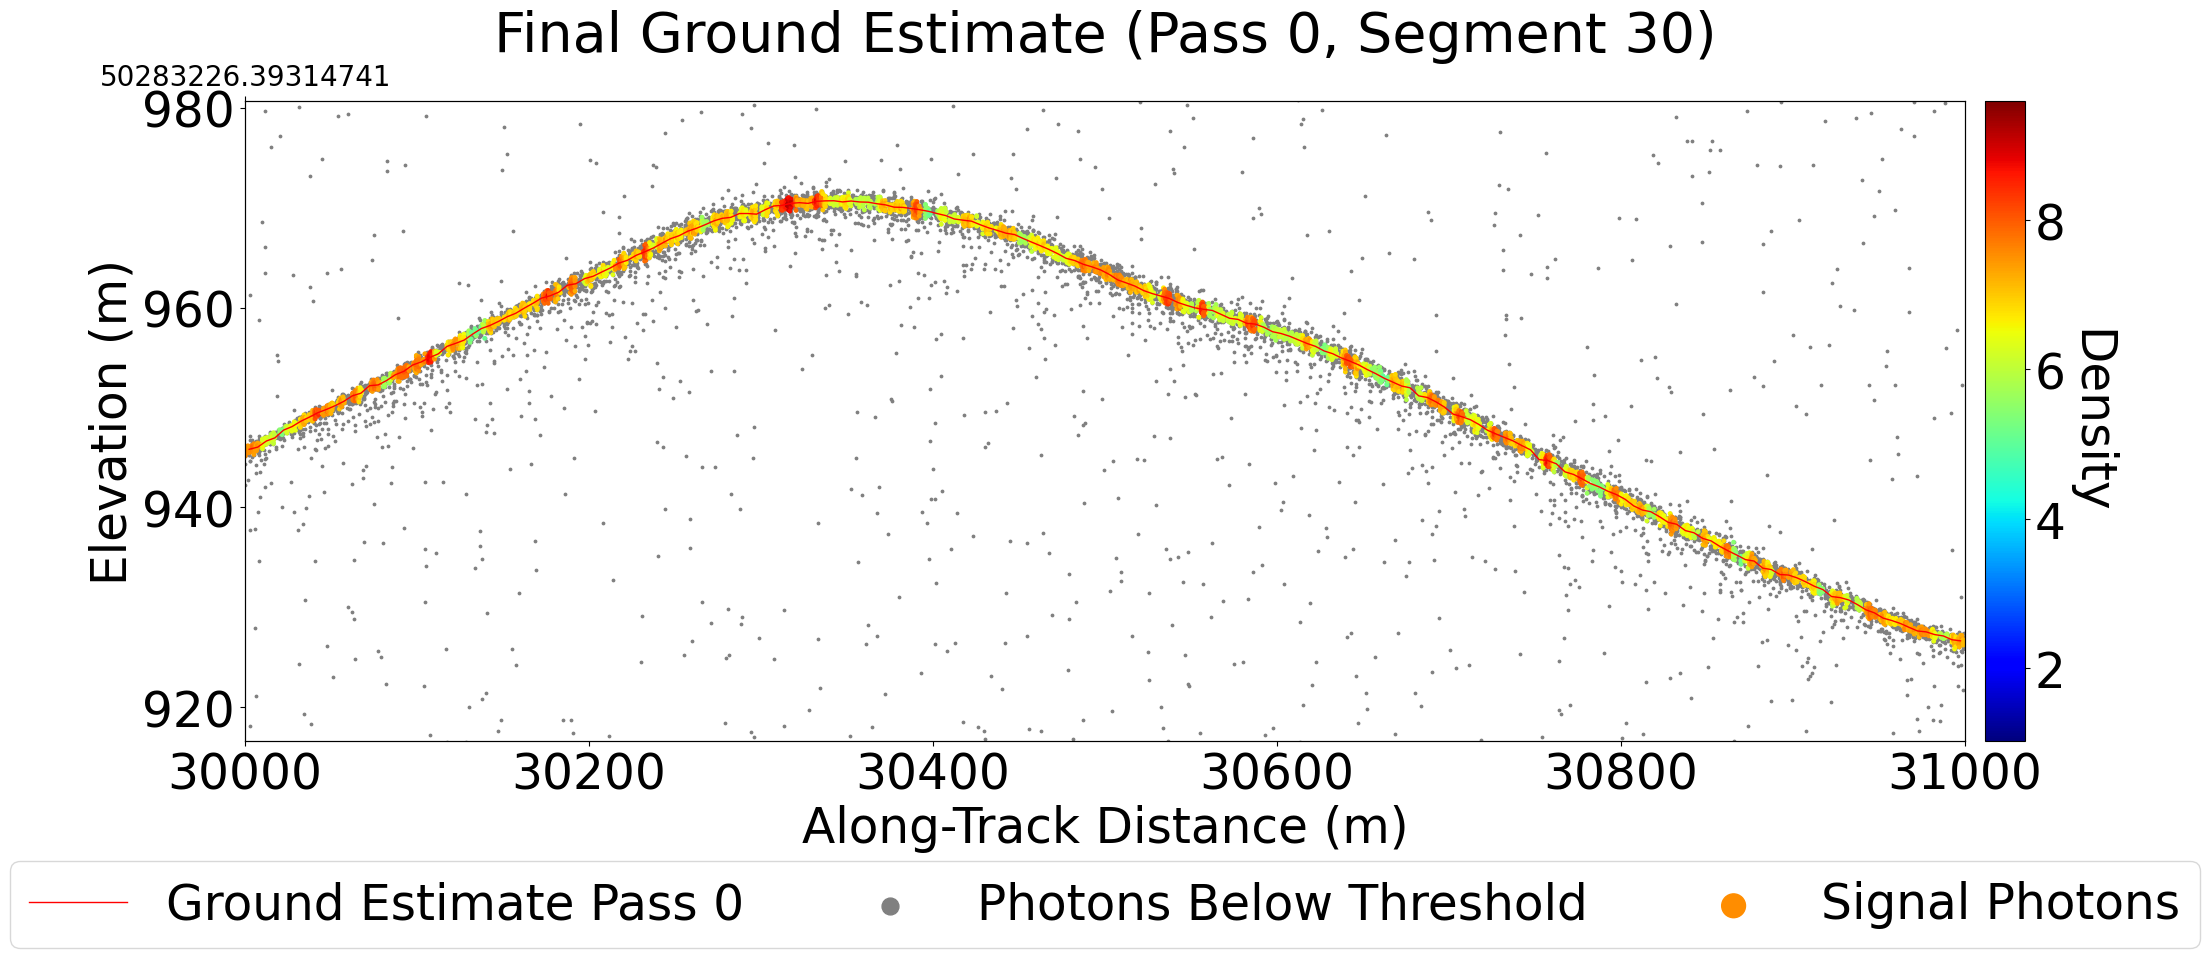 Final Ground Estimate (Pass 0, Segment 30)
50283226.39314741
980
960
940
920
Elevation (m)
30000 30200 30400 30600 30800 31000
Along-Track Distance (m)
8
6
4
2
Density
Ground Estimate Pass 0 Photons Below Threshold Signal Photons